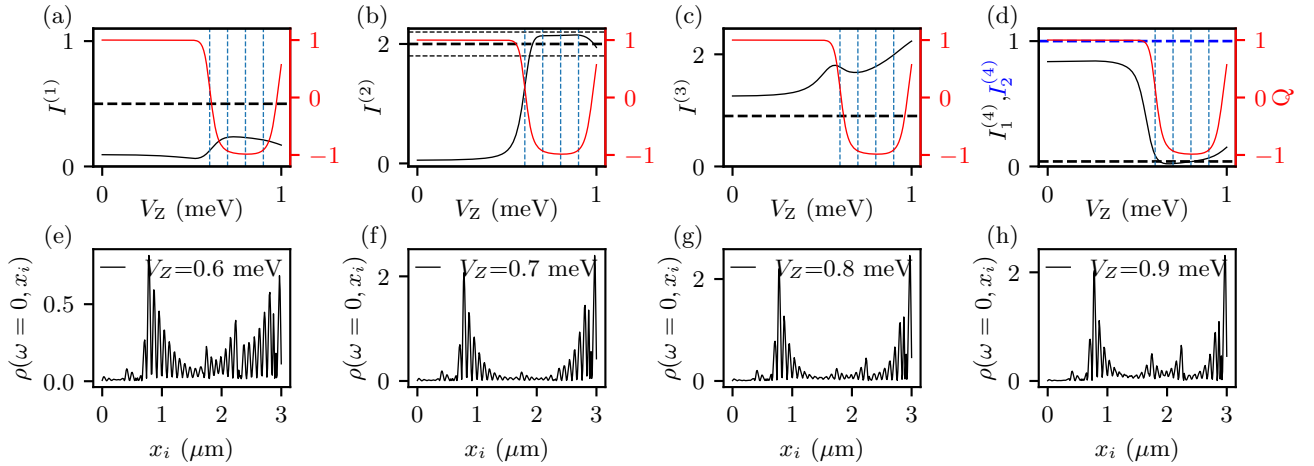 (a)
1
0
I^(1)
0
1
V_Z (meV)
1
0
−1
(b)
2
0
I^(2)
0
1
V_Z (meV)
1
0
−1
(c)
2
0
I^(3)
0
1
V_Z (meV)
1
0
−1
(d)
1
0
I_1^(4), I_2^(4)
0
1
V_Z (meV)
1
0
−1
Q
(e)
V_Z=0.6 meV
0.5
0.0
ρ(ω = 0, x_i)
0 1 2 3
x_i (μm)
(f)
V_Z=0.7 meV
2
0
ρ(ω = 0, x_i)
0 1 2 3
x_i (μm)
(g)
V_Z=0.8 meV
2
0
ρ(ω = 0, x_i)
0 1 2 3
x_i (μm)
(h)
V_Z=0.9 meV
2
0
ρ(ω = 0, x_i)
0 1 2 3
x_i (μm)